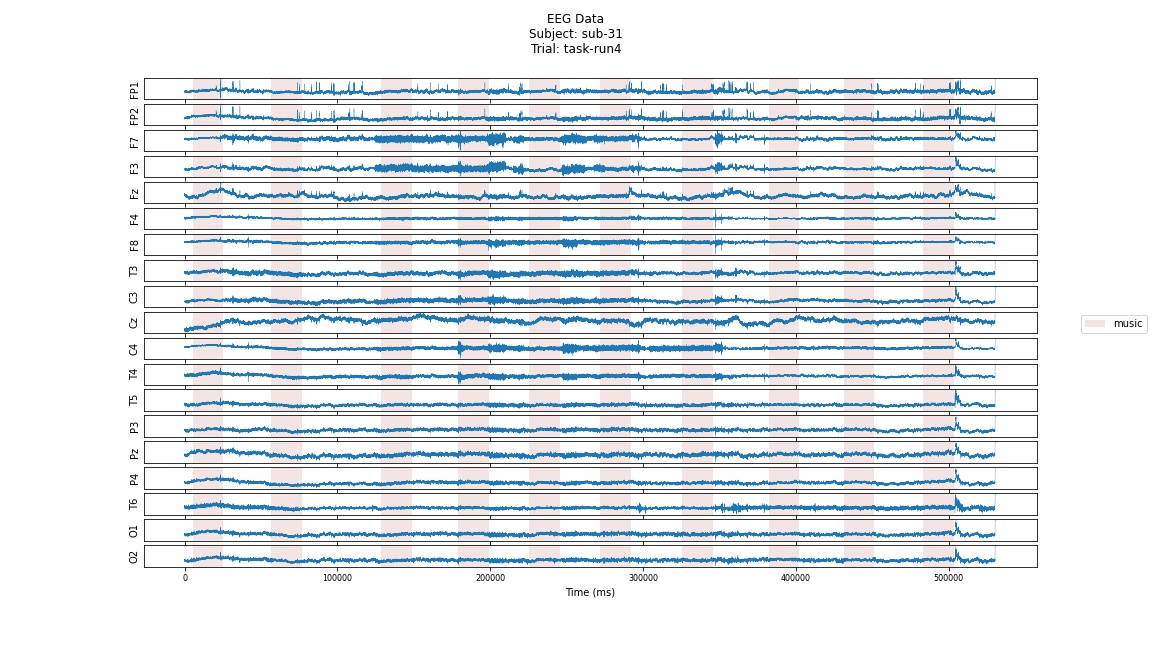 EEG Data
Subject: sub-31
Trial: task-run4
FP1
FP2
F7
F3
Fz
F4
F8
T3
C3
Cz
C4
T4
T5
P3
Pz
P4
T6
O1
O2
0 100000 200000 300000 400000 500000
Time (ms)
music